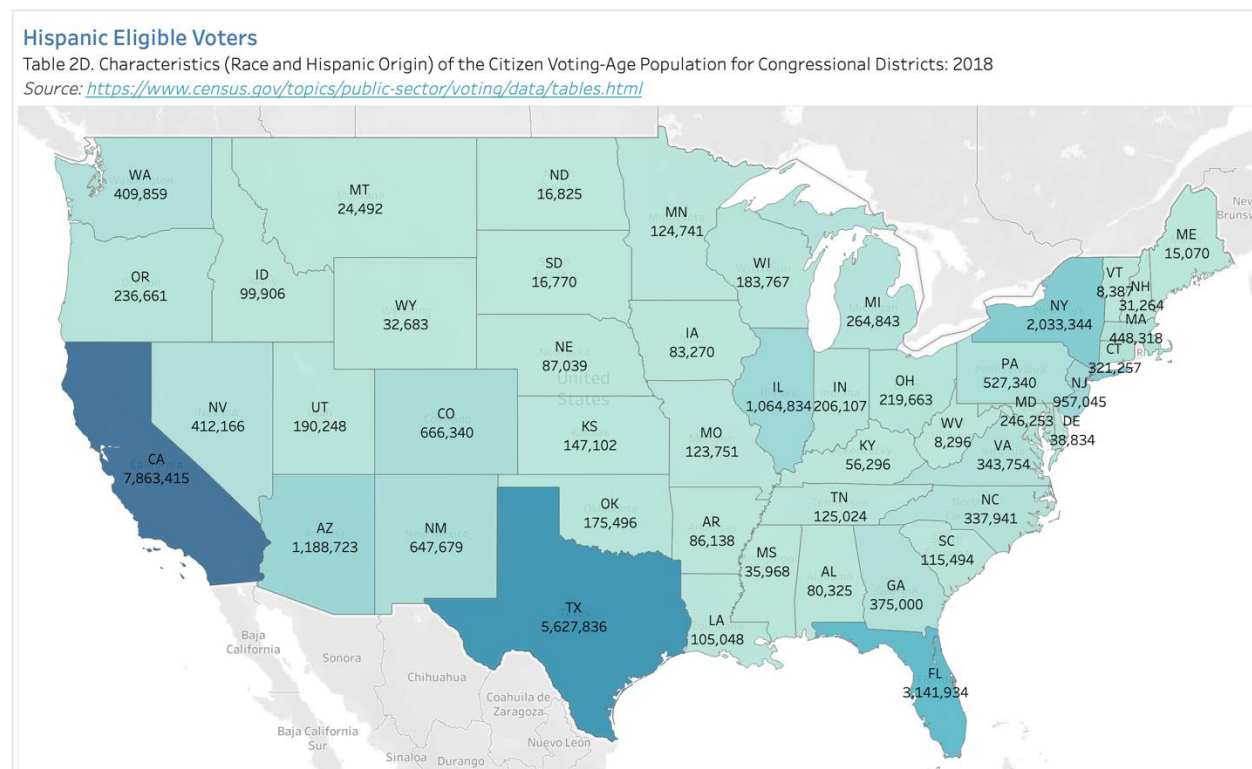 Hispanic Eligible Voters
Table 2D. Characteristics (Race and Hispanic Origin) of the Citizen Voting-Age Population for Congressional Districts: 2018
Source: https://www.census.gov/topics/public-sector/voting/data/tables.html
WA
409,859
MT
24,492
ND
16,825
MN
124,741
ME
15,070
New
Brunsw
OR
236,661
ID
99,906
WY
32,683
SD
16,770
WI
183,767
MI
264,843
NY
2,033,344
VT
8,387
NH
31,264
MA
448,318
CT
321,257
IA
83,270
NE
87,039
United
States
PA
527,340
NJ
957,045
NV
412,166
UT
190,248
CO
666,340
KS
147,102
MO
123,751
IL
1,064,834
IN
206,107
OH
219,663
MD
246,253
DE
38,834
WV
8,296
VA
343,754
KY
56,296
CA
7,863,415
AZ
1,188,723
NM
647,679
OK
175,496
AR
86,138
TN
125,024
NC
337,941
SC
115,494
MS
35,968
AL
80,325
GA
375,000
TX
5,627,836
LA
105,048
FL
3,141,934
Baja
California
Sonora
Chihuahua
Coahuila de
Zaragoza
Baja California
Sur
Nuevo León
Sinaloa
Durango